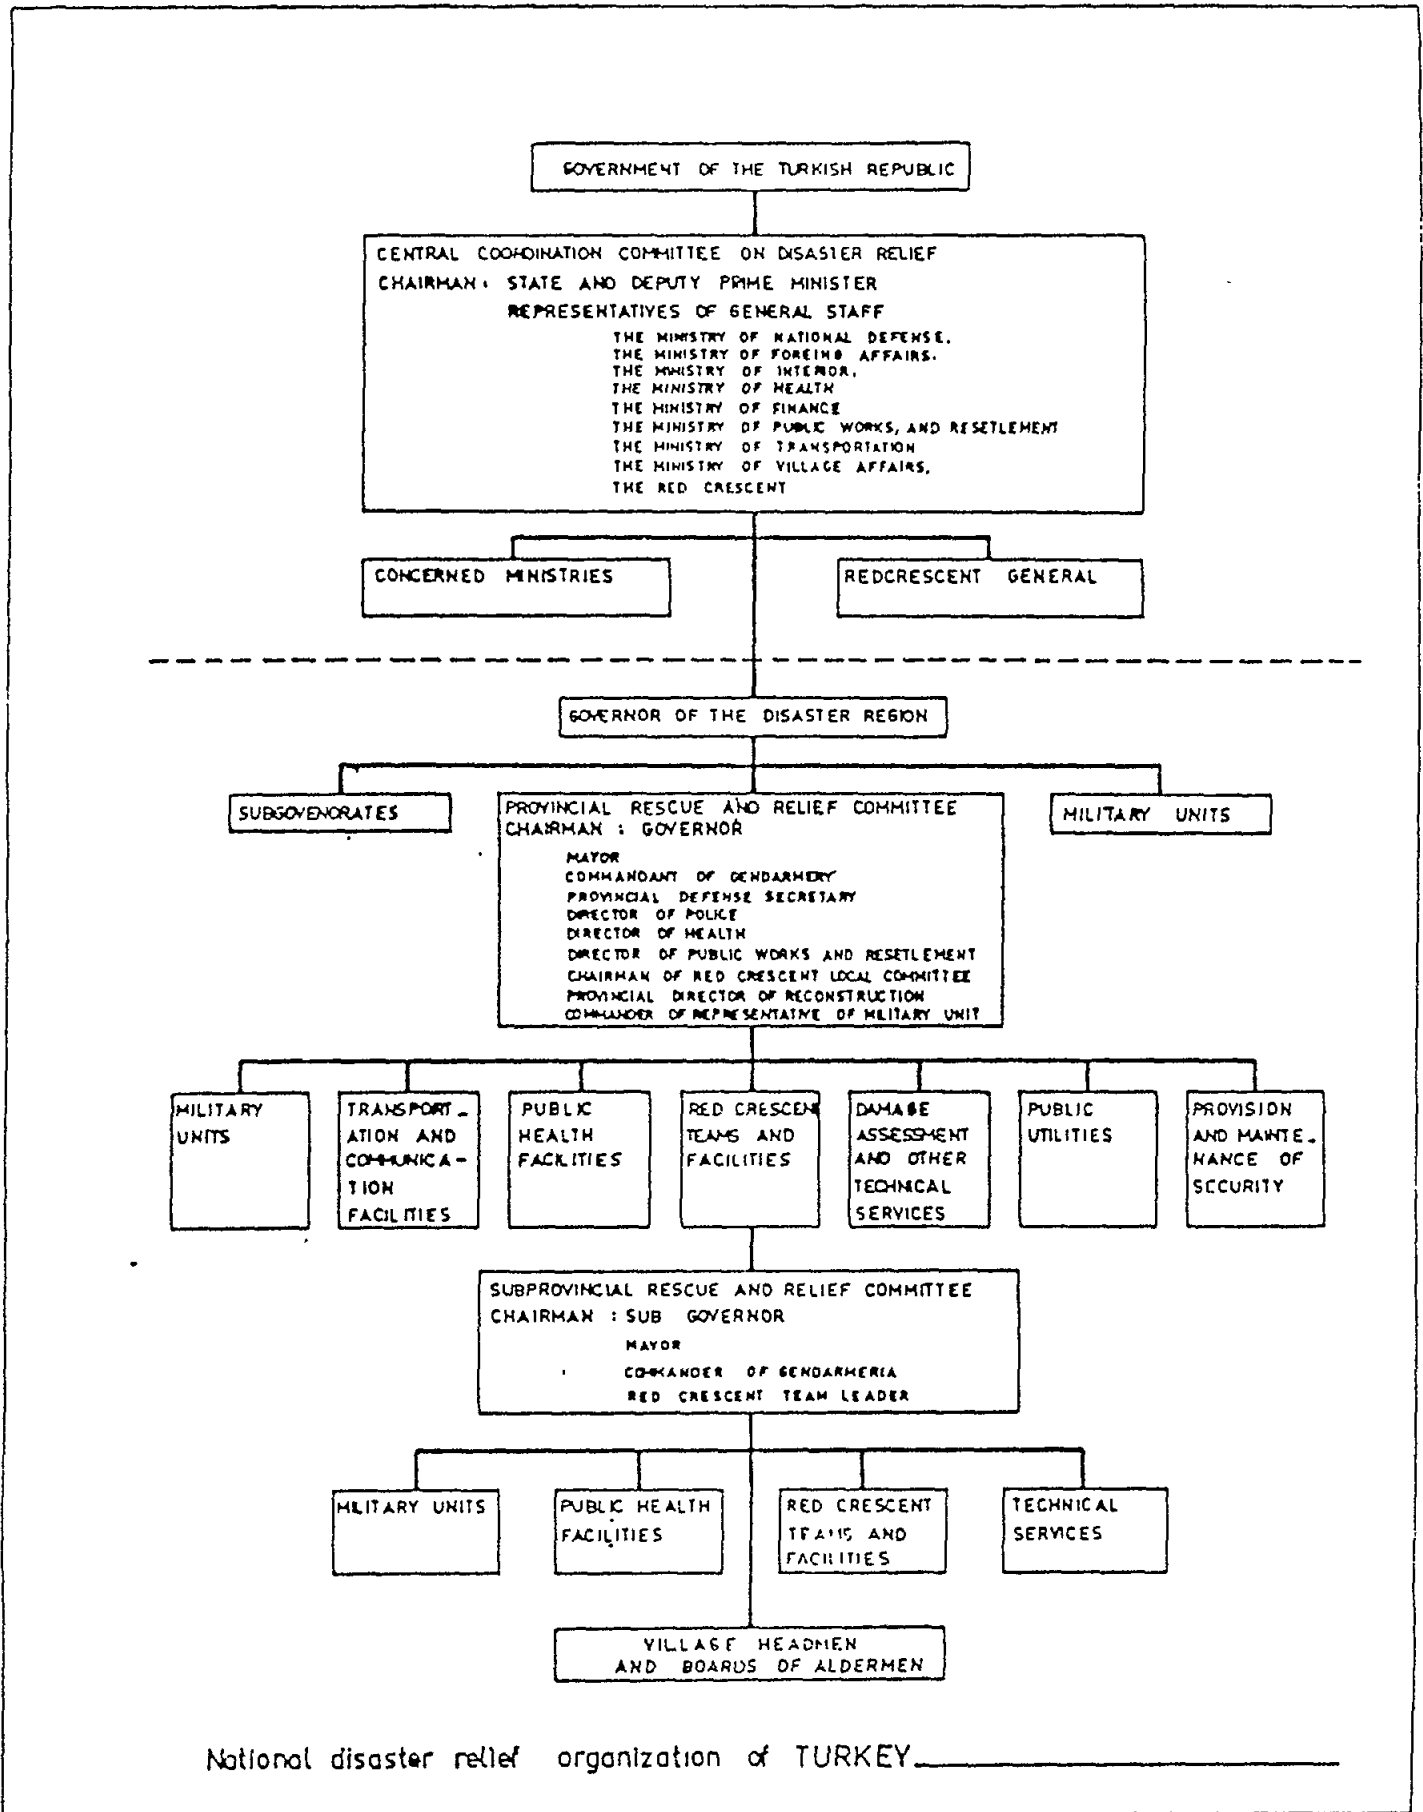 GOVERNMENT OF THE TURKISH REPUBLIC
CENTRAL COORDINATION COMMITTEE ON DISASTER RELIEF
CHAIRMAN: STATE AND DEPUTY PRIME MINISTER
REPRESENTATIVES OF GENERAL STAFF
THE MINISTRY OF NATIONAL DEFENSE,
THE MINISTRY OF FOREING AFFAIRS.
THE MINISTRY OF INTERIOR,
THE MINISTRY OF HEALTH
THE MINISTRY OF FINANCE
THE MINISTRY OF PUBLIC WORKS, AND RESETLEMENT
THE MINISTRY OF TRANSPORTATION
THE MINISTRY OF VILLAGE AFFAIRS,
THE RED CRESCENT
CONCERNED MINISTRIES
REDCRESCENT GENERAL
GOVERNOR OF THE DISASTER REGION
SUBGOVENORATES
PROVINCIAL RESCUE AND RELIEF COMMITTEE
CHAIRMAN : GOVERNOR
MAYOR
COMMANDANT OF GENDARMERY
PROVINCIAL DEFENSE SECRETARY
DIRECTOR OF POLICE
DIRECTOR OF HEALTH
DIRECTOR OF PUBLIC WORKS AND RESETLEMENT
CHAIRMAN OF RED CRESCENT LOCAL COMMITTEE
PROVINCIAL DIRECTOR OF RECONSTRUCTION
COMMANDER OF REPRESENTATIVE OF MILITARY UNIT
MILITARY UNITS
MILITARY
UNITS
TRANSPORT-
ATION AND
COMMUNICA-
TION
FACILITIES
PUBLIC
HEALTH
FACILITIES
RED CRESCENT
TEAMS AND
FACILITIES
DAMAGE
ASSESSMENT
AND OTHER
TECHNICAL
SERVICES
PUBLIC
UTILITIES
PROVISION
AND MAINTE-
NANCE OF
SECURITY
SUBPROVINCIAL RESCUE AND RELIEF COMMITTEE
CHAIRMAN : SUB GOVERNOR
MAYOR
COMMANDER OF GENDARMERIA
RED CRESCENT TEAM LEADER
MILITARY UNITS
PUBLIC HEALTH
FACILITIES
RED CRESCENT
TEAMS AND
FACILITIES
TECHNICAL
SERVICES
VILLAGE HEADMEN
AND BOARDS OF ALDERMEN
National disaster relief organization of TURKEY